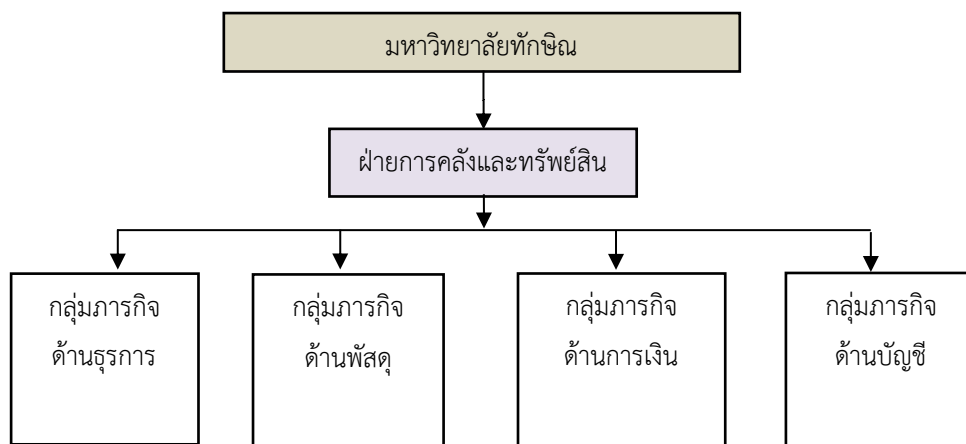 มหาวิทยาลัยทักษิณ
ฝ่ายการคลังและทรัพย์สิน
กลุ่มภารกิจ
ด้านธุรการ
กลุ่มภารกิจ
ด้านพัสดุ
กลุ่มภารกิจ
ด้านการเงิน
กลุ่มภารกิจ
ด้านบัญชี